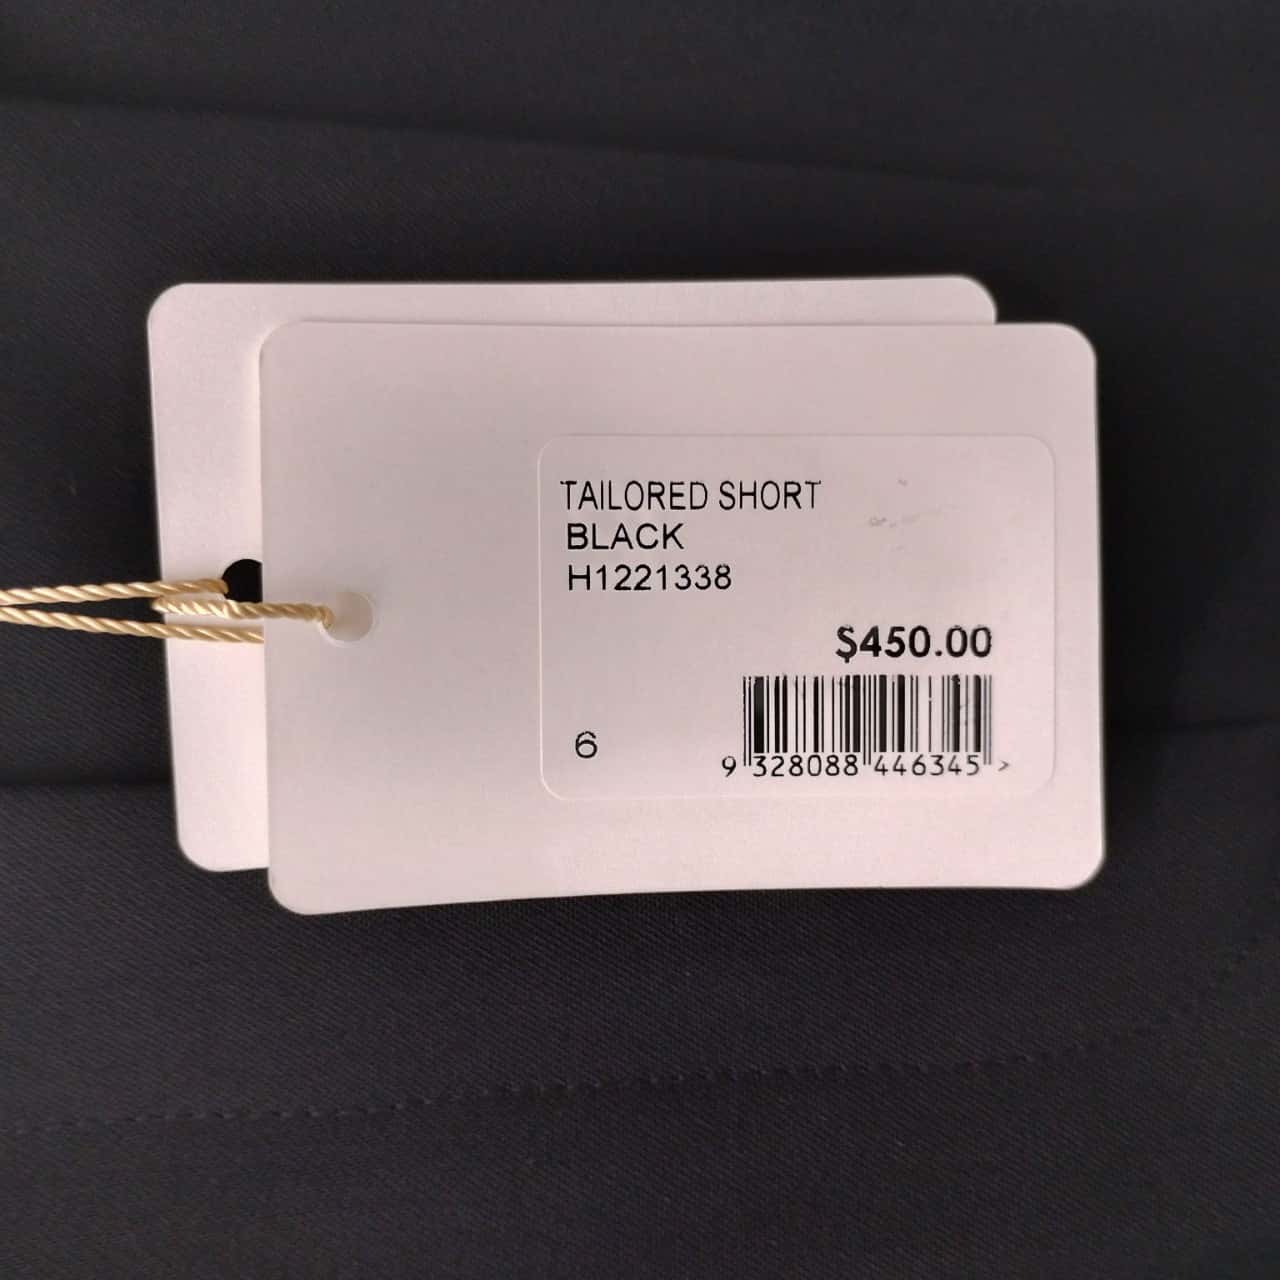 TAILORED SHORT
BLACK
H1221338
$450.00
6
9 328088 446345 >